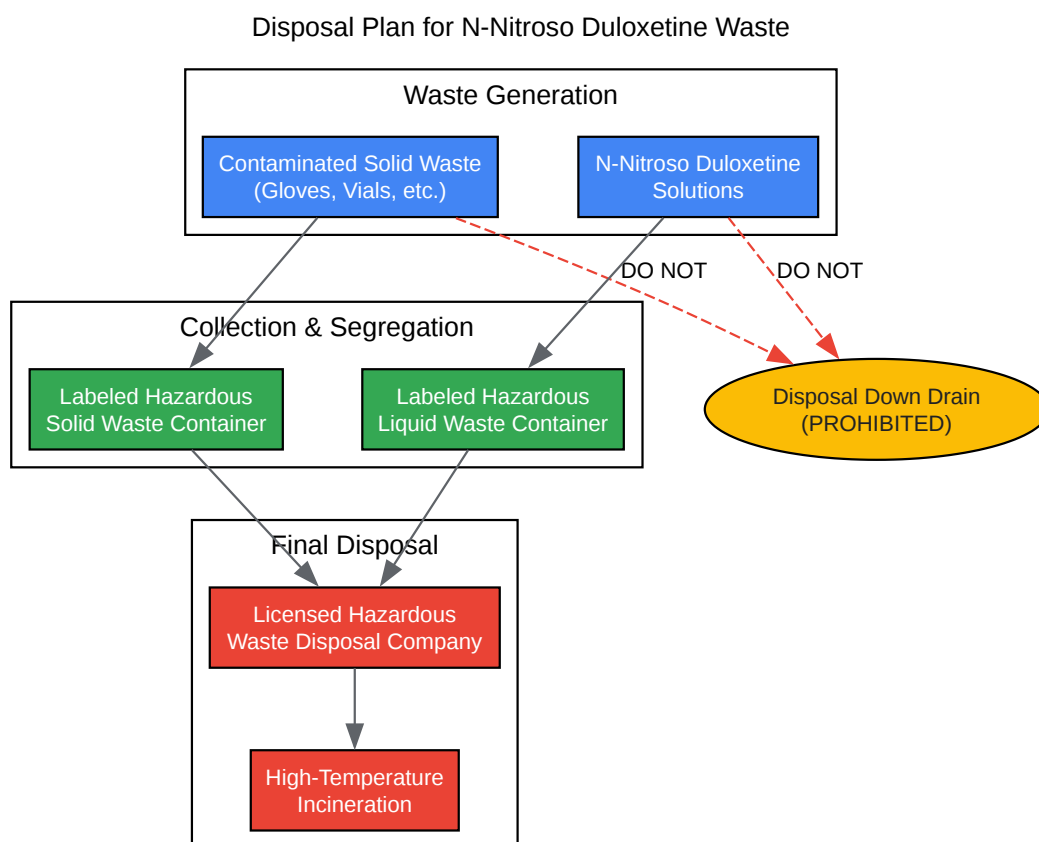 Disposal Plan for N-Nitroso Duloxetine Waste
Waste Generation
Contaminated Solid Waste
(Gloves, Vials, etc.)
N-Nitroso Duloxetine
Solutions
DO NOT
DO NOT
Collection & Segregation
Labeled Hazardous
Solid Waste Container
Labeled Hazardous
Liquid Waste Container
Disposal Down Drain
(PROHIBITED)
Final Disposal
Licensed Hazardous
Waste Disposal Company
High-Temperature
Incineration